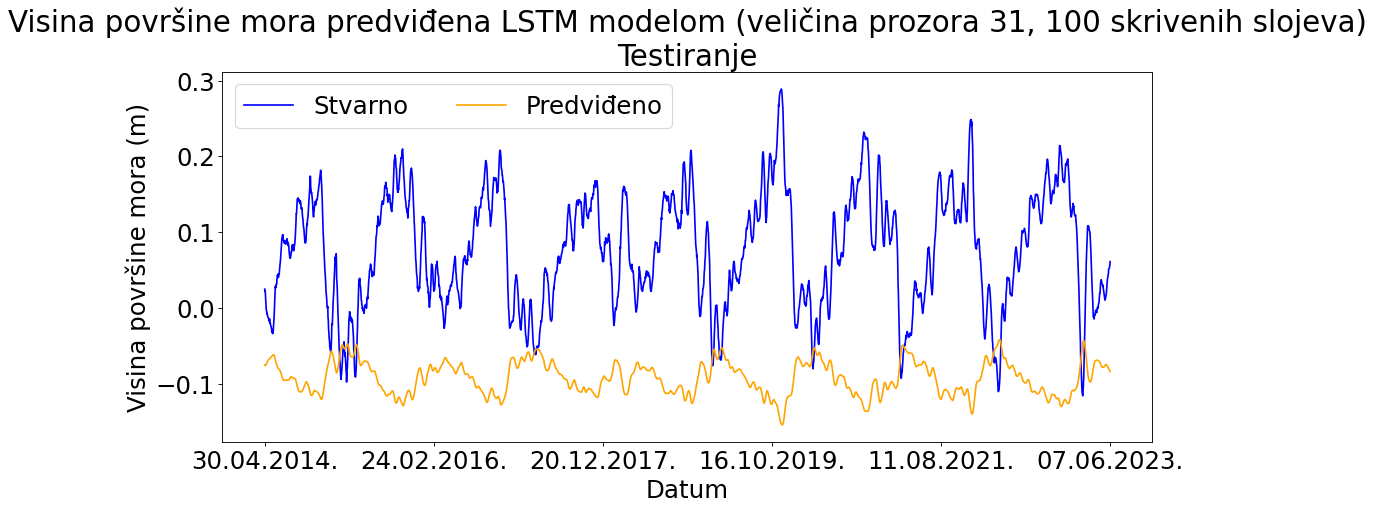 Visina površine mora predviđena LSTM modelom (veličina prozora 31, 100 skrivenih slojeva)
Testiranje
Stvarno
Predviđeno
Visina površine mora (m)
0.3
0.2
0.1
0.0
−0.1
30.04.2014.
24.02.2016.
20.12.2017.
16.10.2019.
11.08.2021.
07.06.2023.
Datum